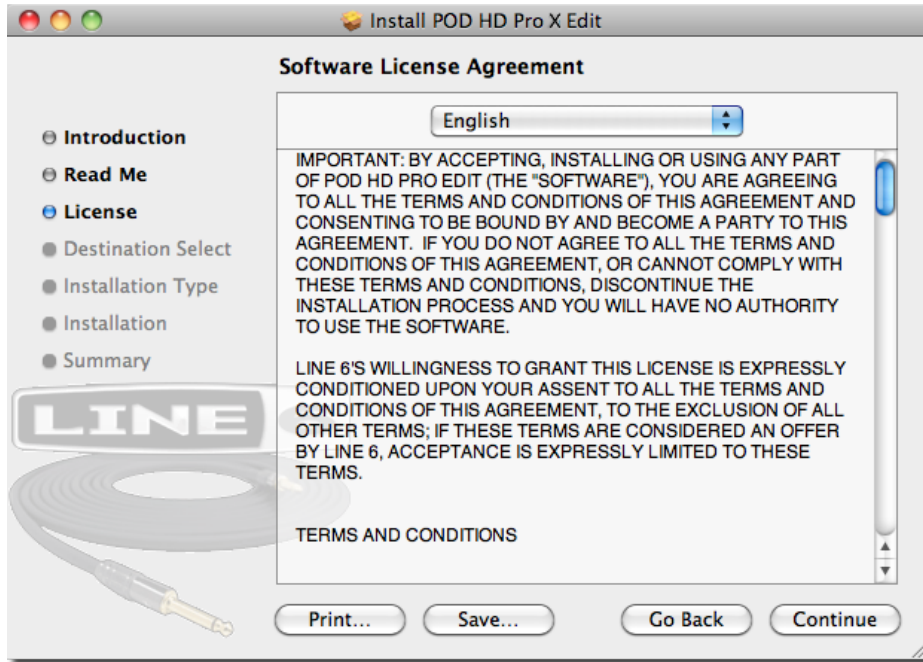 Install POD HD Pro X Edit
Software License Agreement
Introduction
Read Me
License
Destination Select
Installation Type
Installation
Summary
LINE
English
IMPORTANT: BY ACCEPTING, INSTALLING OR USING ANY PART
OF POD HD PRO EDIT (THE "SOFTWARE"), YOU ARE AGREEING
TO ALL THE TERMS AND CONDITIONS OF THIS AGREEMENT AND
CONSENTING TO BE BOUND BY AND BECOME A PARTY TO THIS
AGREEMENT.  IF YOU DO NOT AGREE TO ALL THE TERMS AND
CONDITIONS OF THIS AGREEMENT, OR CANNOT COMPLY WITH
THESE TERMS AND CONDITIONS, DISCONTINUE THE
INSTALLATION PROCESS AND YOU WILL HAVE NO AUTHORITY
TO USE THE SOFTWARE.
LINE 6'S WILLINGNESS TO GRANT THIS LICENSE IS EXPRESSLY
CONDITIONED UPON YOUR ASSENT TO ALL THE TERMS AND
CONDITIONS OF THIS AGREEMENT, TO THE EXCLUSION OF ALL
OTHER TERMS; IF THESE TERMS ARE CONSIDERED AN OFFER
BY LINE 6, ACCEPTANCE IS EXPRESSLY LIMITED TO THESE
TERMS.
TERMS AND CONDITIONS
Print...
Save...
Go Back
Continue